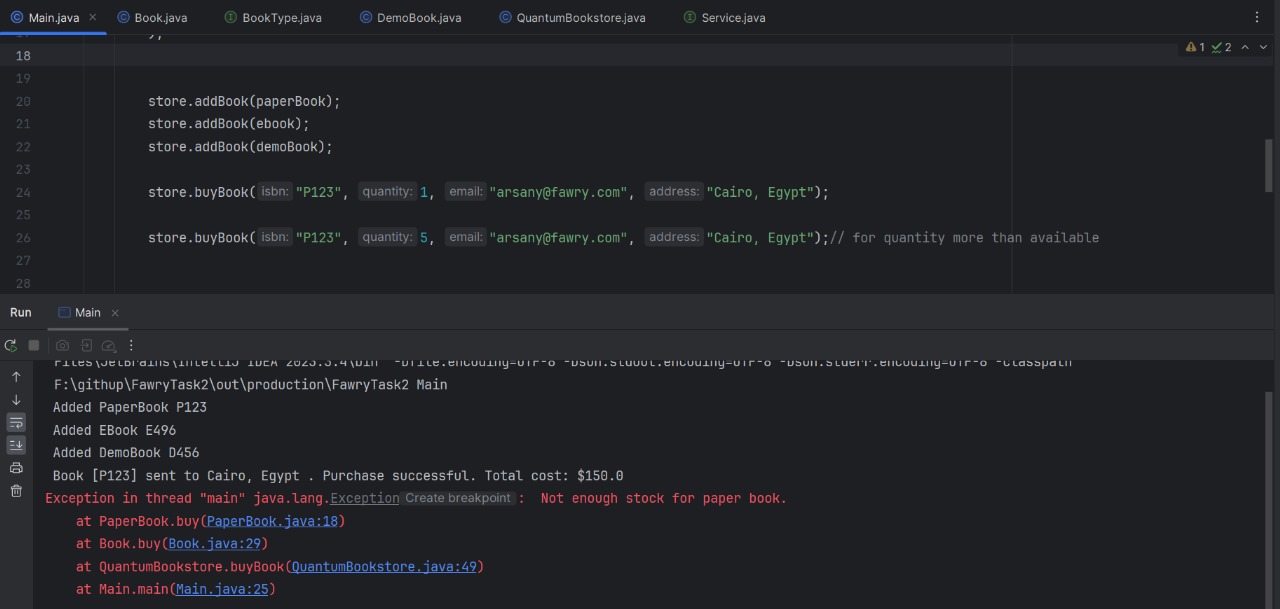 Main.java Book.java BookType.java DemoBook.java QuantumBookstore.java Service.java
18 1 2
19
20 store.addBook(paperBook);
21 store.addBook(ebook);
22 store.addBook(demoBook);
23
24 store.buyBook( isbn: "P123", quantity: 1, email: "arsany@fawry.com", address: "Cairo, Egypt");
25
26 store.buyBook( isbn: "P123", quantity: 5, email: "arsany@fawry.com", address: "Cairo, Egypt");// for quantity more than available
27
28
Run Main
Files\JetBrains\IntelliJ IDEA 2023.3.4\bin" -Dfile.encoding=UTF-8 -Dsun.stdout.encoding=UTF-8 -Dsun.stderr.encoding=UTF-8 -classpath
F:\githup\FawryTask2\out\production\FawryTask2 Main
Added PaperBook P123
Added EBook E496
Added DemoBook D456
Book [P123] sent to Cairo, Egypt . Purchase successful. Total cost: $150.0
Exception in thread "main" java.lang.Exception Create breakpoint : Not enough stock for paper book.
at PaperBook.buy(PaperBook.java:18)
at Book.buy(Book.java:29)
at QuantumBookstore.buyBook(QuantumBookstore.java:49)
at Main.main(Main.java:25)